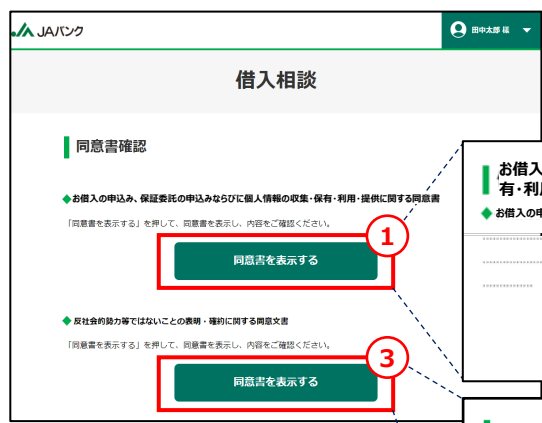 JAバンク
田中太郎 様
借入相談
同意書確認
◆お借入の申込み、保証委託の申込みならびに個人情報の収集・保有・利用・提供に関する同意書
「同意書を表示する」を押して、同意書を表示し、内容をご確認ください。
1
同意書を表示する
◆ 反社会的勢力等ではないことの表明・確約に関する同意文書
「同意書を表示する」を押して、同意書を表示し、内容をご確認ください。
3
同意書を表示する
お借入
有・利
◆ お借入の申